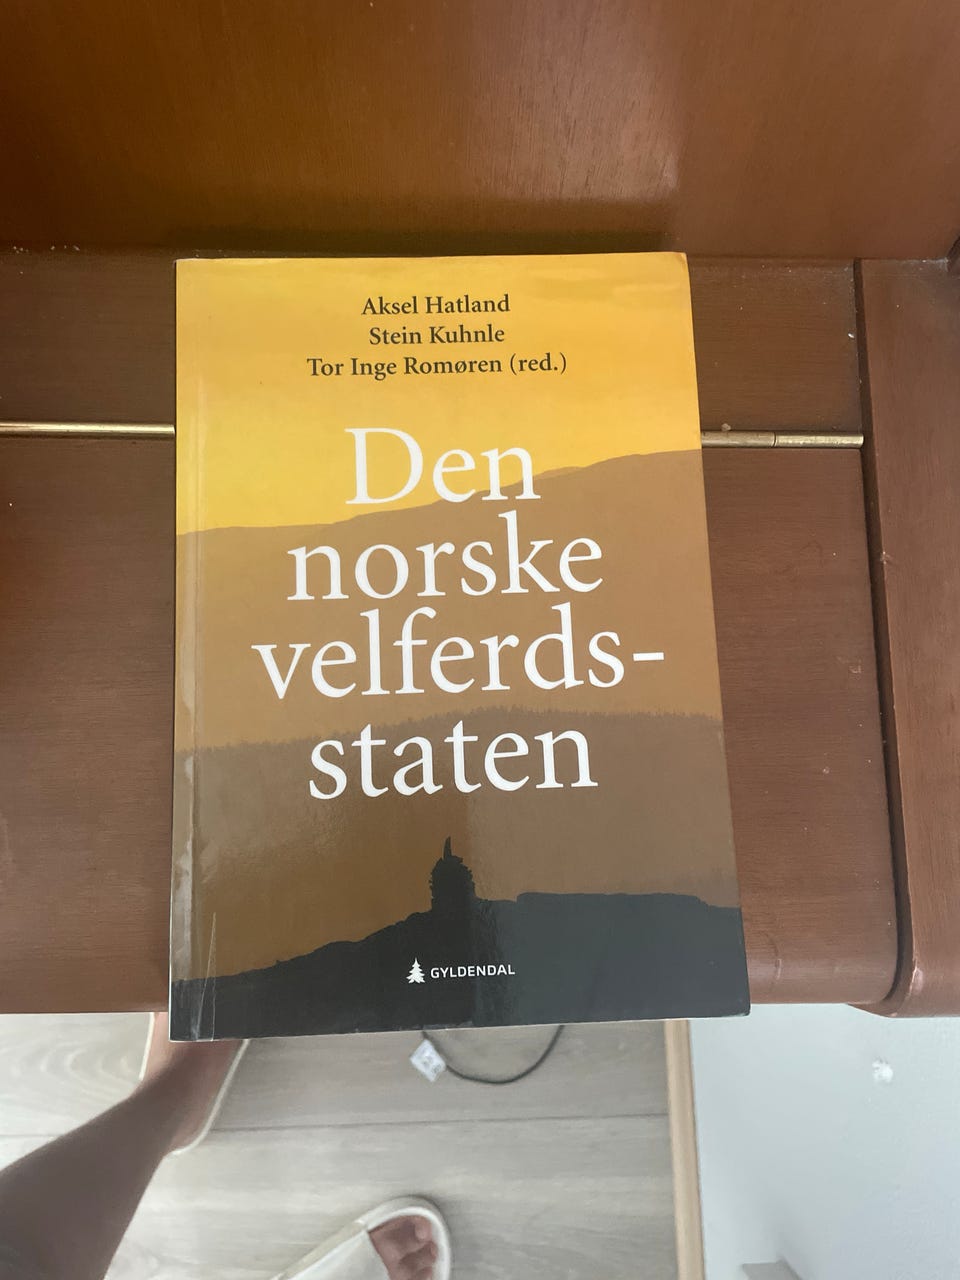 Aksel Hatland
Stein Kuhnle
Tor Inge Romøren (red.)
Den
norske
velferds-
staten
GYLDENDAL